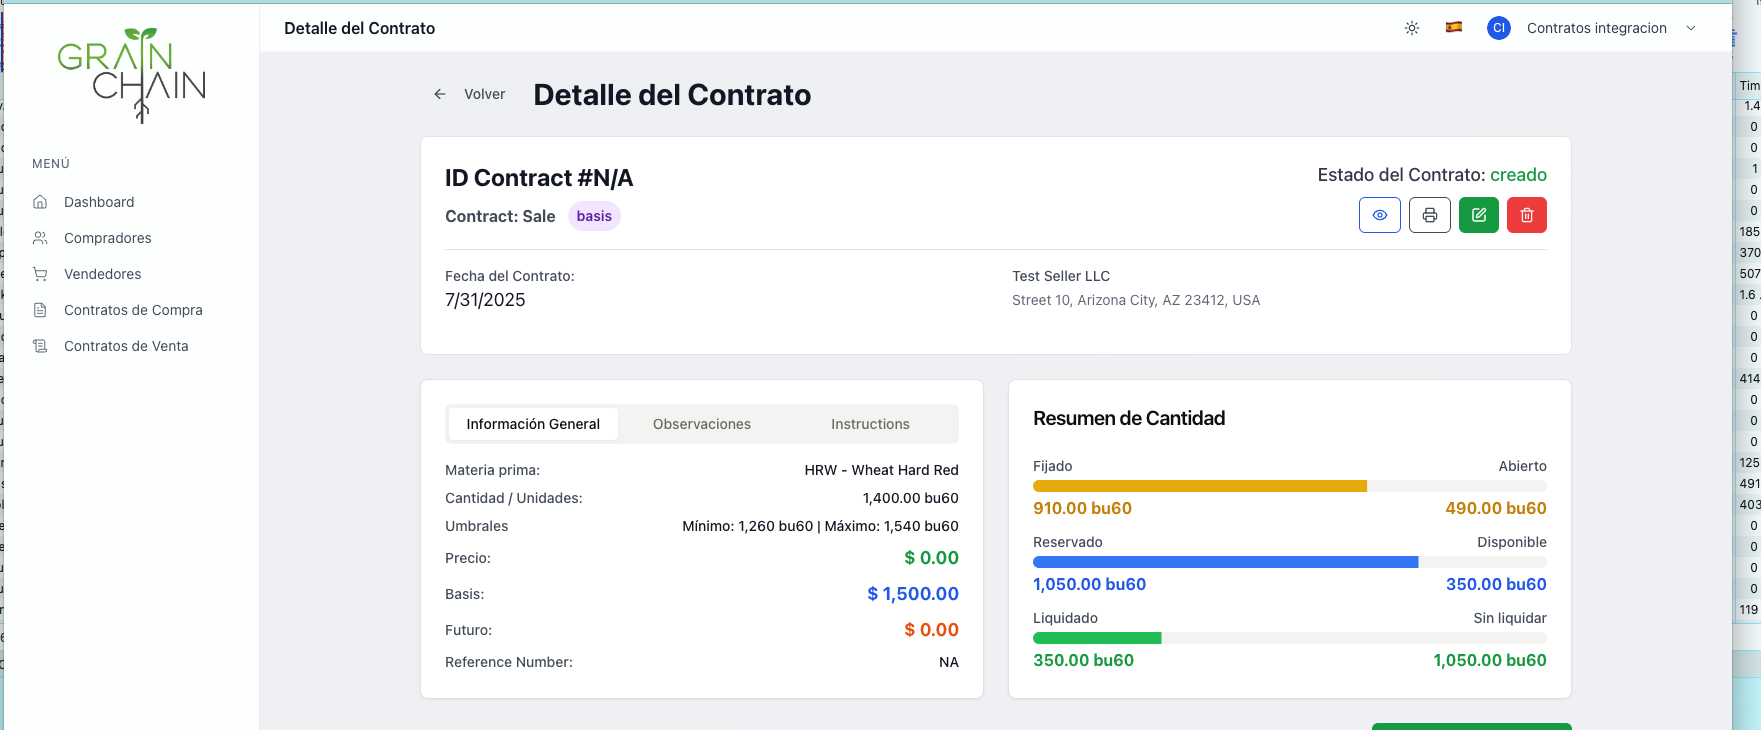 Detalle del Contrato
CI
Contratos integracion
GRAIN
CHAIN
MENÚ
Dashboard
Compradores
Vendedores
Contratos de Compra
Contratos de Venta
Volver
Detalle del Contrato
ID Contract #N/A
Estado del Contrato: creado
Contract: Sale basis
Fecha del Contrato:
7/31/2025
Test Seller LLC
Street 10, Arizona City, AZ 23412, USA
Información General Observaciones Instructions
Materia prima: HRW - Wheat Hard Red
Cantidad / Unidades: 1,400.00 bu60
Umbrales Mínimo: 1,260 bu60 | Máximo: 1,540 bu60
Precio: $ 0.00
Basis: $ 1,500.00
Futuro: $ 0.00
Reference Number: NA
Resumen de Cantidad
Fijado Abierto
910.00 bu60 490.00 bu60
Reservado Disponible
1,050.00 bu60 350.00 bu60
Liquidado Sin liquidar
350.00 bu60 1,050.00 bu60
Tim
1.4
0
0
1
0
0
185
370
507
1.6
0
0
0
414
0
0
0
125
491
403
0
0
0
0
119